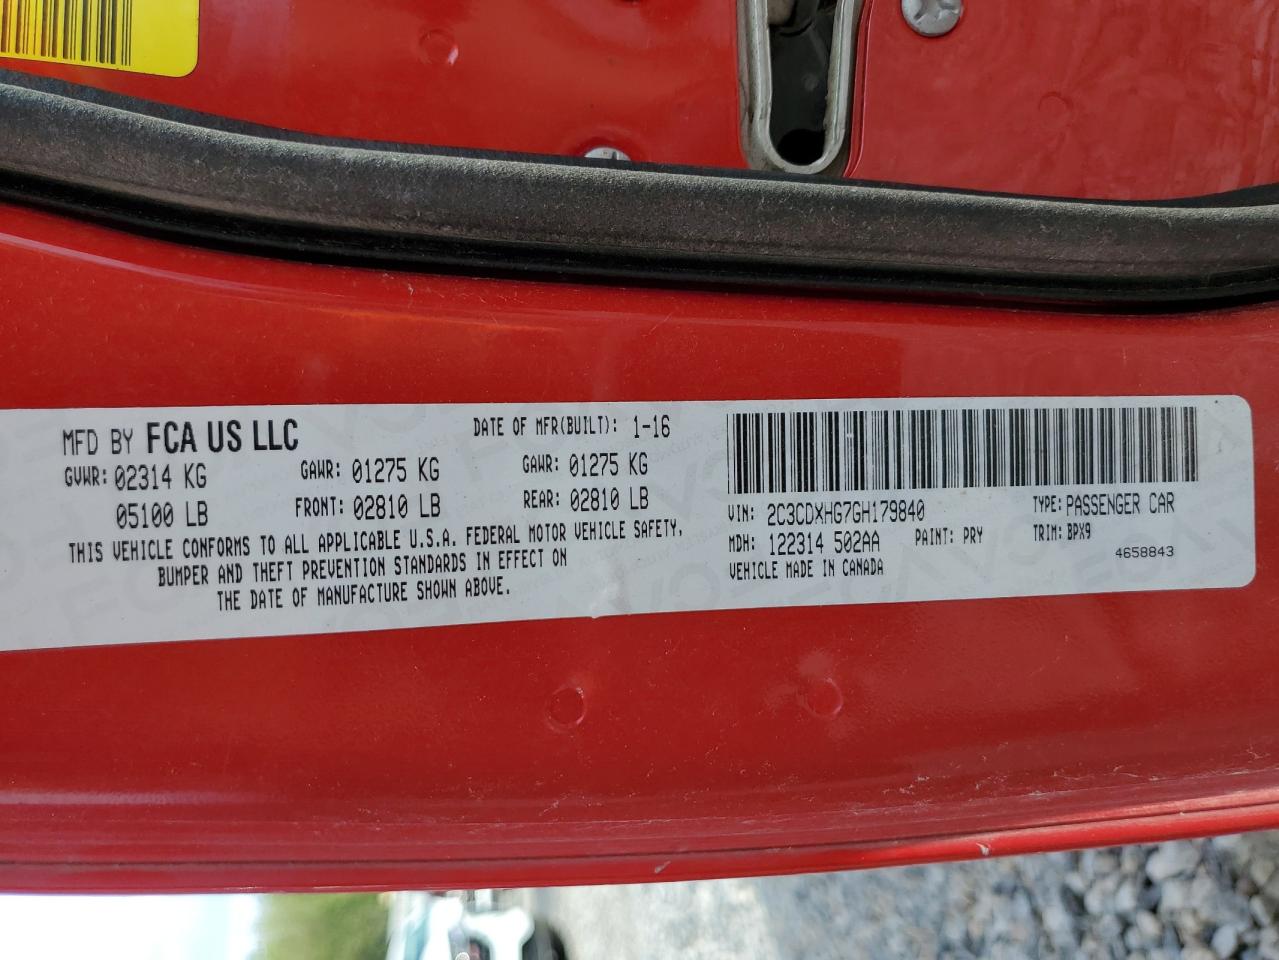 MFD BY FCA US LLC DATE OF MFR(BUILT): 1-16
GVWR: 02314 KG GAWR: 01275 KG GAWR: 01275 KG
05100 LB FRONT: 02810 LB REAR: 02810 LB
THIS VEHICLE CONFORMS TO ALL APPLICABLE U.S.A. FEDERAL MOTOR VEHICLE SAFETY,
BUMPER AND THEFT PREVENTION STANDARDS IN EFFECT ON
THE DATE OF MANUFACTURE SHOWN ABOVE.
VIN: 2C3CDXHG7GH179840 TYPE: PASSENGER CAR
MDH: 122314 502AA PAINT: PRY TRIM: BPX9
VEHICLE MADE IN CANADA 4658843